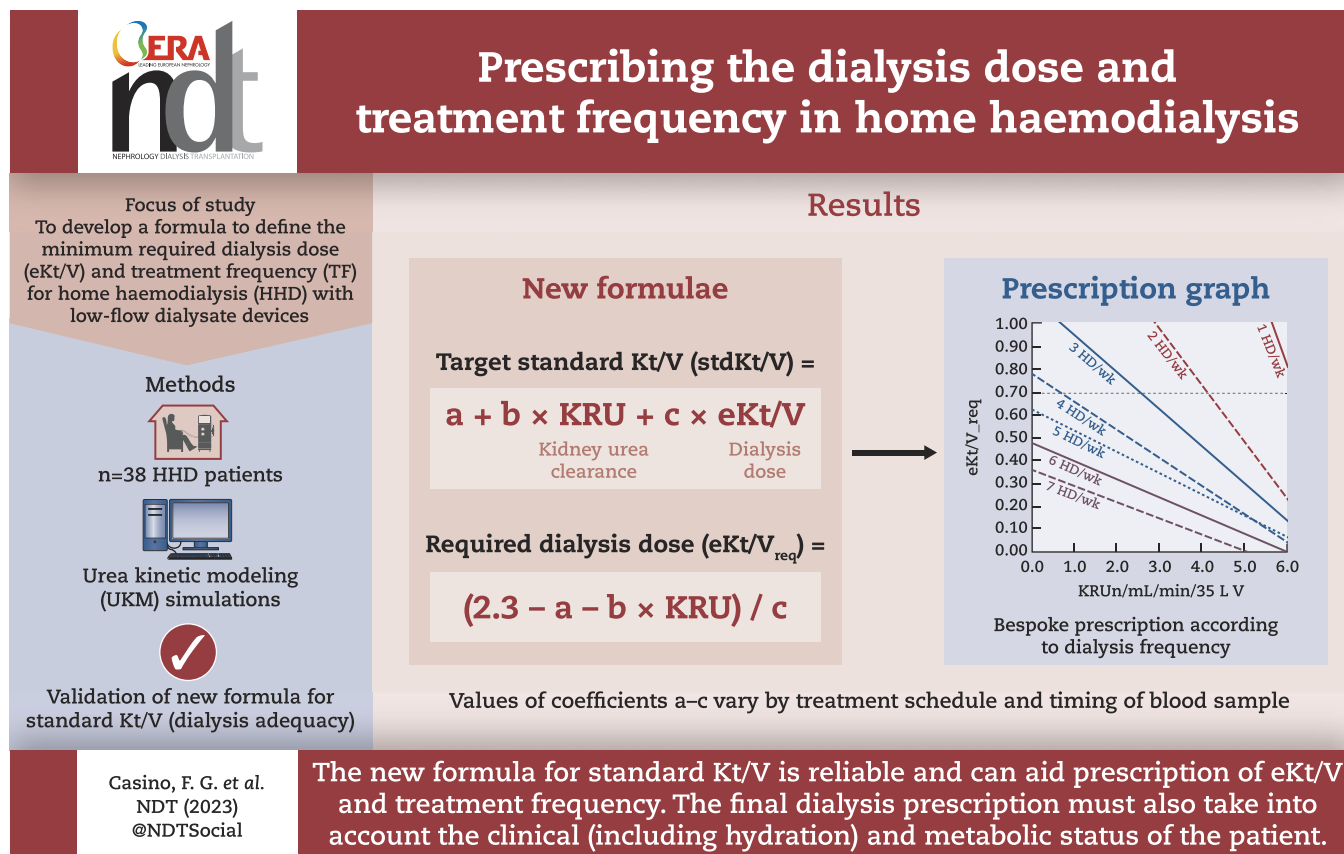 ERA
LEADING EUROPEAN NEPHROLOGY
ndt
NEPHROLOGY DIALYSIS TRANSPLANTATION
Prescribing the dialysis dose and
treatment frequency in home haemodialysis
Focus of study
To develop a formula to define the
minimum required dialysis dose
(eKt/V) and treatment frequency (TF)
for home haemodialysis (HHD) with
low-flow dialysate devices
Methods
n=38 HHD patients
Urea kinetic modeling
(UKM) simulations
Validation of new formula for
standard Kt/V (dialysis adequacy)
Results
New formulae
Target standard Kt/V (stdKt/V) =
a + b × KRU + c × eKt/V
Kidney urea
clearance
Dialysis
dose
Required dialysis dose (eKt/Vreq) =
(2.3 – a – b × KRU) / c
Prescription graph
1.00
0.90
0.80
0.70
0.60
0.50
0.40
0.30
0.20
0.10
0.00
eKt/V_req
1 HD/wk
2 HD/wk
3 HD/wk
4 HD/wk
5 HD/wk
6 HD/wk
7 HD/wk
0.0 1.0 2.0 3.0 4.0 5.0 6.0
KRUn/mL/min/35 L V
Bespoke prescription according
to dialysis frequency
Values of coefficients a–c vary by treatment schedule and timing of blood sample
Casino, F. G. et al.
NDT (2023)
@NDTSocial
The new formula for standard Kt/V is reliable and can aid prescription of eKt/V
and treatment frequency. The final dialysis prescription must also take into
account the clinical (including hydration) and metabolic status of the patient.